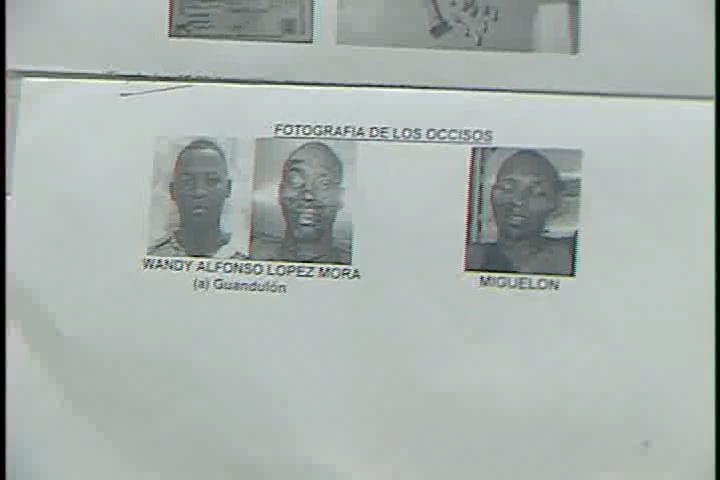 FOTOGRAFIA DE LOS OCCISOS
WANDY ALFONSO LOPEZ MORA
(a) Guandulón
MIGUELON